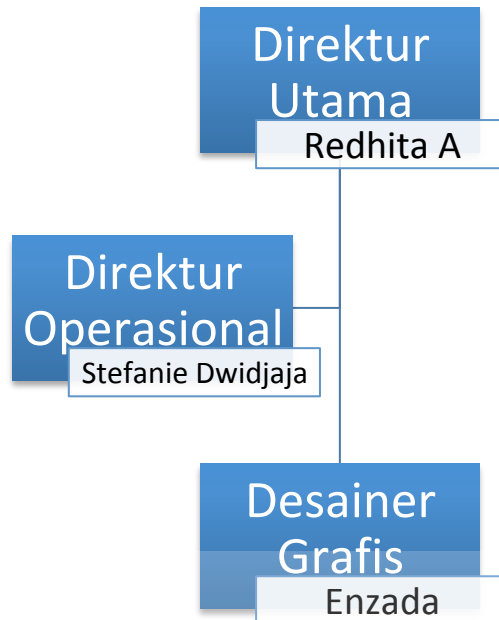 Direktur
Utama
Redhita A
Direktur
Operasional
Stefanie Dwidjaja
Desainer
Grafis
Enzada